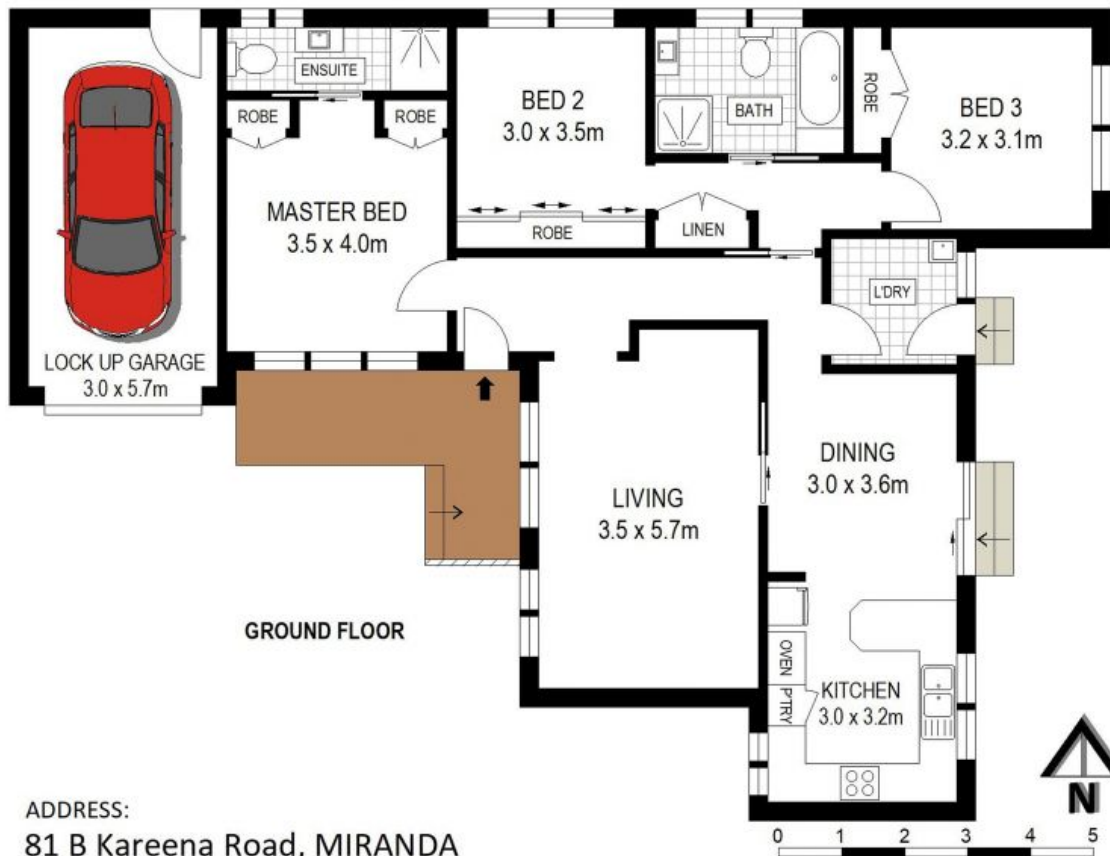 ENSUITE
ROBE
ROBE
MASTER BED
3.5 x 4.0m
BED 2
3.0 x 3.5m
ROBE
BATH
LINEN
ROBE
BED 3
3.2 x 3.1m
L'DRY
LOCK UP GARAGE
3.0 x 5.7m
LIVING
3.5 x 5.7m
DINING
3.0 x 3.6m
OVEN
P'TRY
KITCHEN
3.0 x 3.2m
GROUND FLOOR
N
ADDRESS:
81 B Kareena Road, MIRANDA
0 1 2 3 4 5